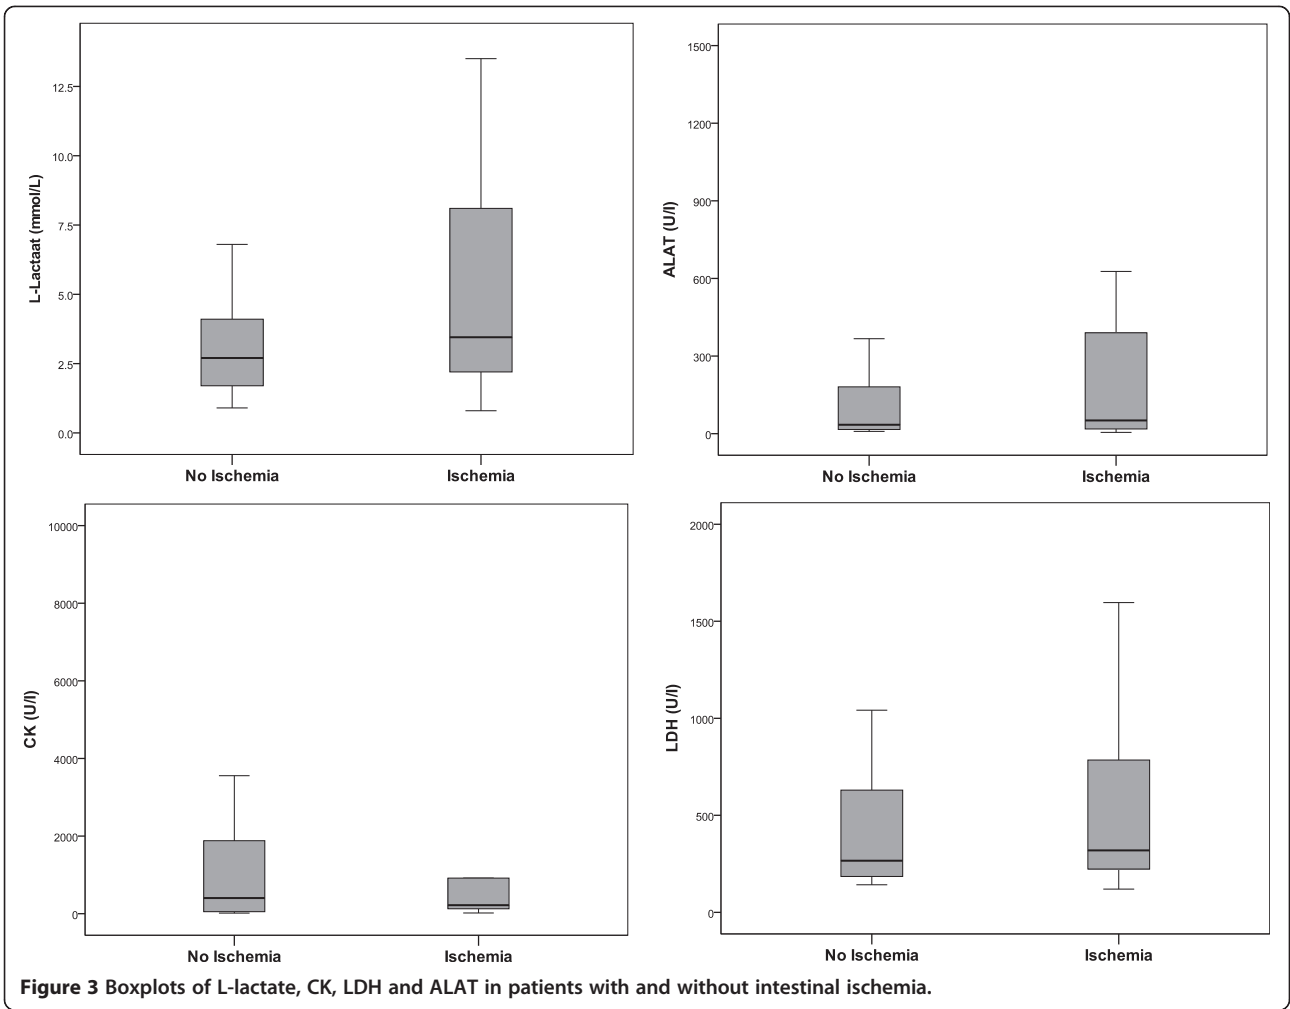 L-Lactaat (mmol/L)
12.5
10.0
7.5
5.0
2.5
0.0
No Ischemia Ischemia
ALAT (U/l)
1500
1200
900
600
300
0
No Ischemia Ischemia
CK (U/l)
10000
8000
6000
4000
2000
0
No Ischemia Ischemia
LDH (U/l)
2000
1500
1000
500
0
No Ischemia Ischemia
Figure 3 Boxplots of L-lactate, CK, LDH and ALAT in patients with and without intestinal ischemia.